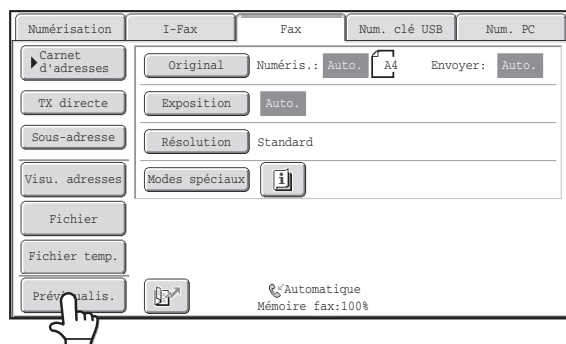 Numérisation I-Fax Fax Num. clé USB Num. PC
Carnet d'adresses
Original Numéris.: Auto. A4 Envoyer: Auto.
TX directe
Exposition Auto.
Sous-adresse
Résolution Standard
Visu. adresses
Modes spéciaux
Fichier
Fichier temp.
Automatique
Mémoire fax:100%